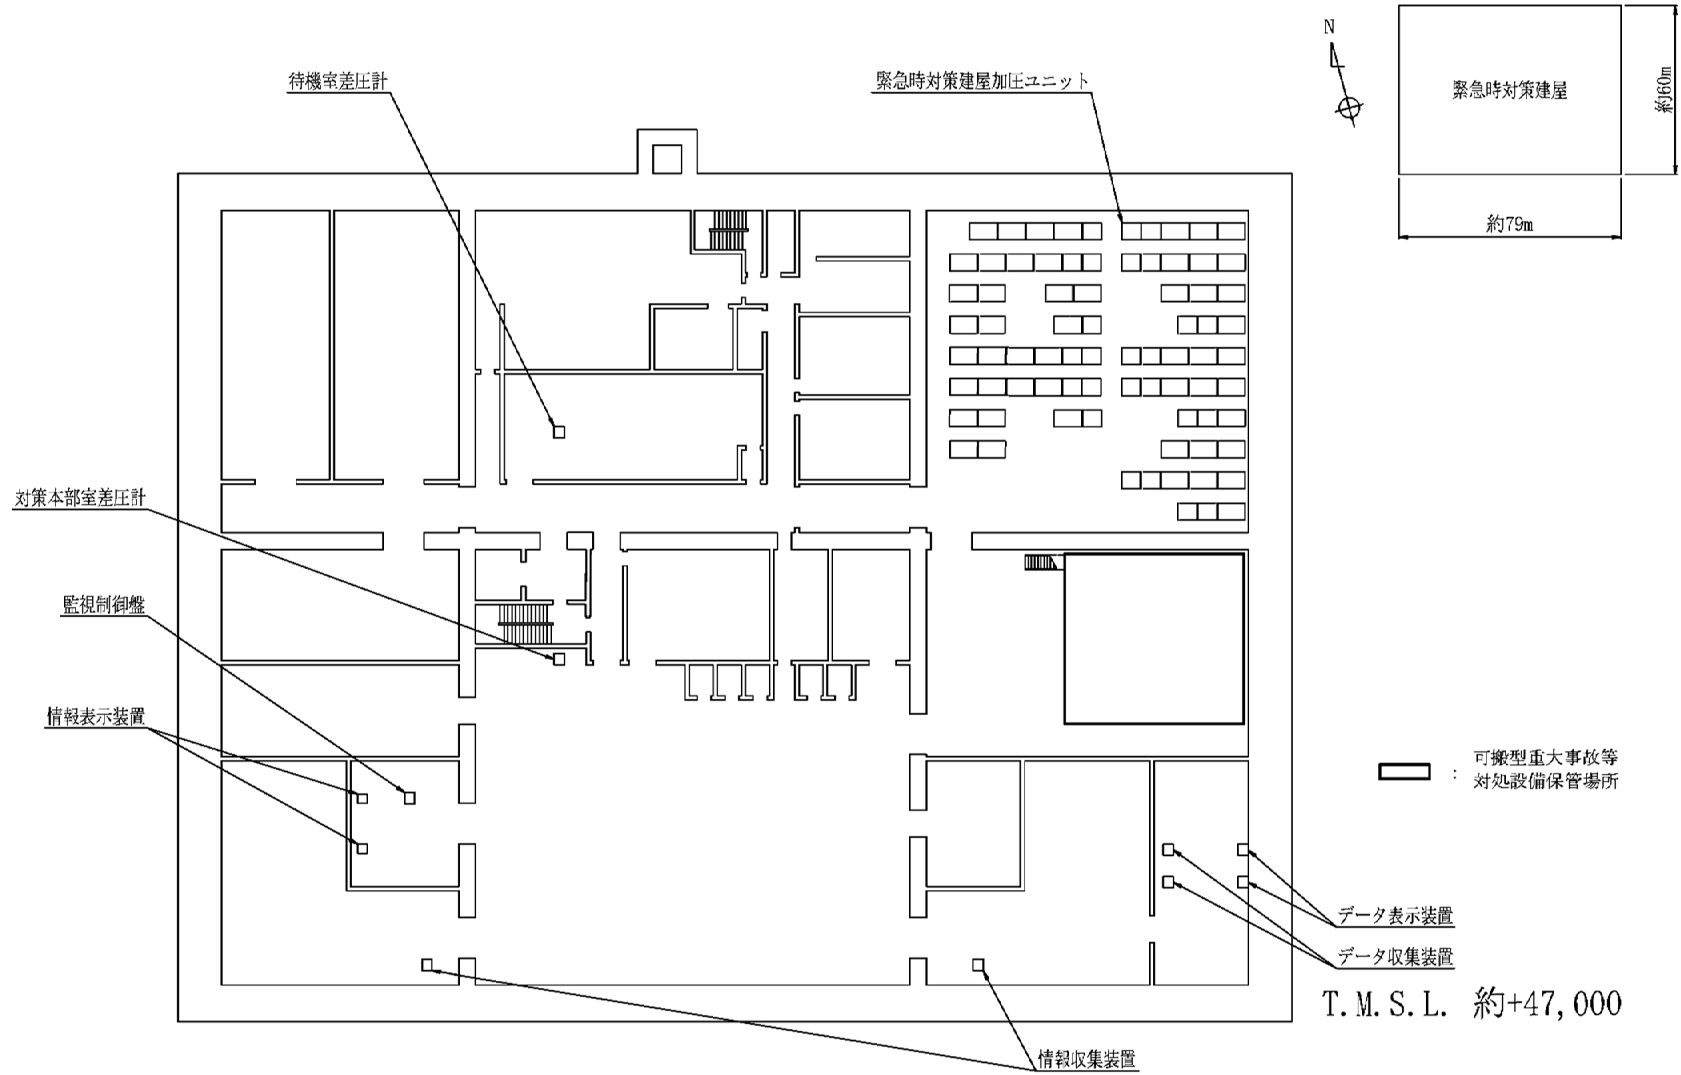 N
緊急時対策建屋
約60m
約79m
待機室差圧計
緊急時対策建屋加圧ユニット
対策本部室差圧計
監視制御盤
情報表示装置
可搬型重大事故等
対処設備保管場所
:
データ表示装置
データ収集装置
T.M.S.L. 約+47,000
情報収集装置